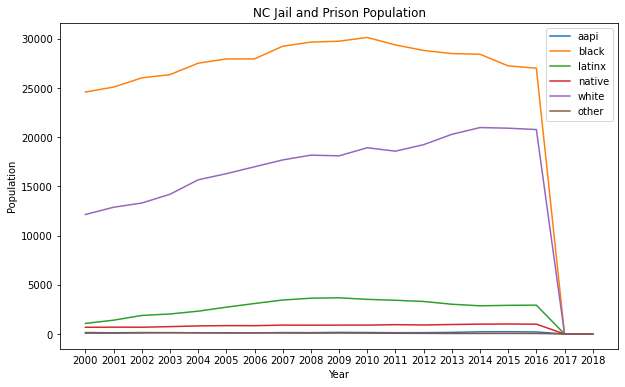 NC Jail and Prison Population
aapi
black
latinx
native
white
other
30000
25000
20000
15000
10000
5000
0
Population
2000 2001 2002 2003 2004 2005 2006 2007 2008 2009 2010 2011 2012 2013 2014 2015 2016 2017 2018
Year